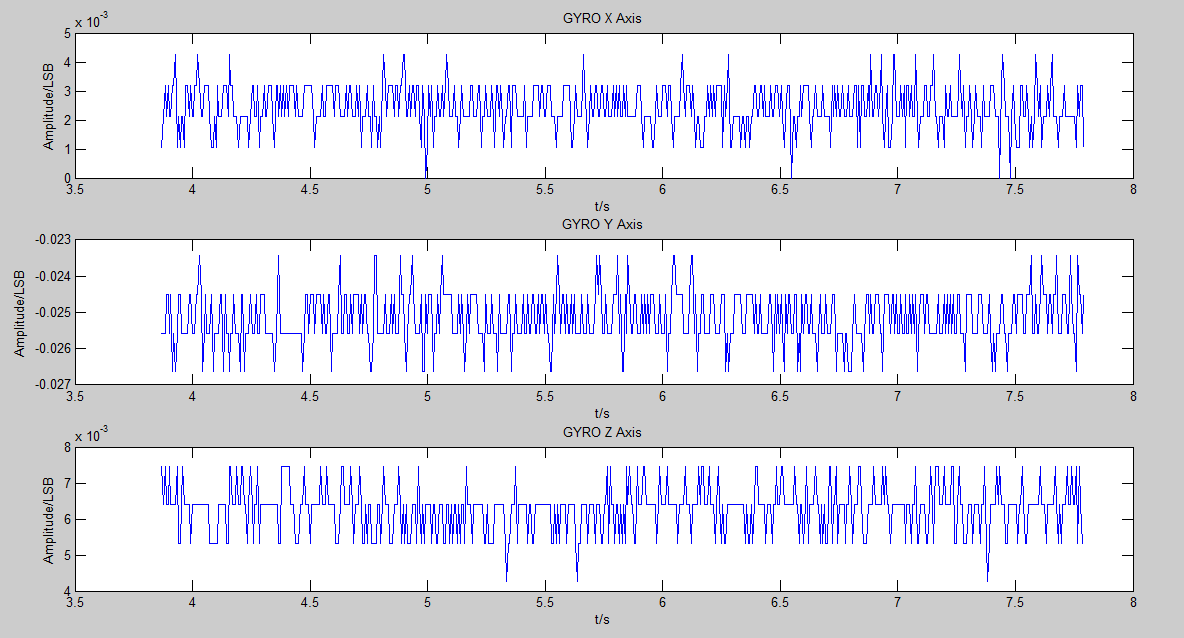 GYRO X Axis
x 10-3
5
4
3
2
1
0
Amplitude/LSB
3.5 4 4.5 5 5.5 6 6.5 7 7.5 8
t/s
GYRO Y Axis
-0.023
-0.024
-0.025
-0.026
-0.027
Amplitude/LSB
3.5 4 4.5 5 5.5 6 6.5 7 7.5 8
t/s
GYRO Z Axis
x 10-3
8
7
6
5
4
Amplitude/LSB
3.5 4 4.5 5 5.5 6 6.5 7 7.5 8
t/s